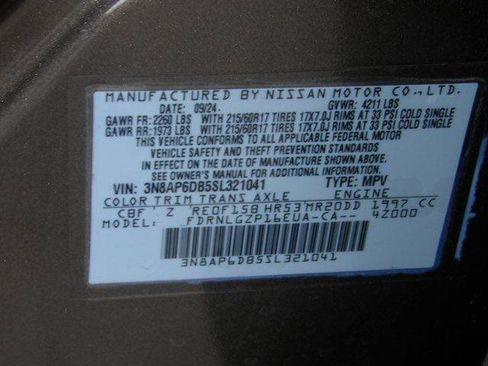 MANUFACTURED BY NISSAN MOTOR CO.,LTD.
DATE: 09/24. GVWR: 4211 LBS
GAWR FR: 2260 LBS WITH 215/60R17 TIRES 17X7.0J RIMS AT 33 PSI COLD SINGLE
GAWR RR: 1973 LBS WITH 215/60R17 TIRES 17X7.0J RIMS AT 33 PSI COLD SINGLE
THIS VEHICLE CONFORMS TO ALL APPLICABLE FEDERAL MOTOR
VEHICLE SAFETY AND THEFT PREVENTION STANDARDS
IN EFFECT ON THE DATE OF MANUFACTURE SHOWN ABOVE.
SEE OWNER'S MANUAL FOR ADDITIONAL INFORMATION.
VIN: 3N8AP6DB5SL321041 TYPE: MPV
COLOR TRIM TRANS AXLE ENGINE
CBF Z RE0F15B HR53 MR20DD 1997 CC
FDRNLGZP16EUA-CA-- 4Z000
3N8AP6DB5SL321041